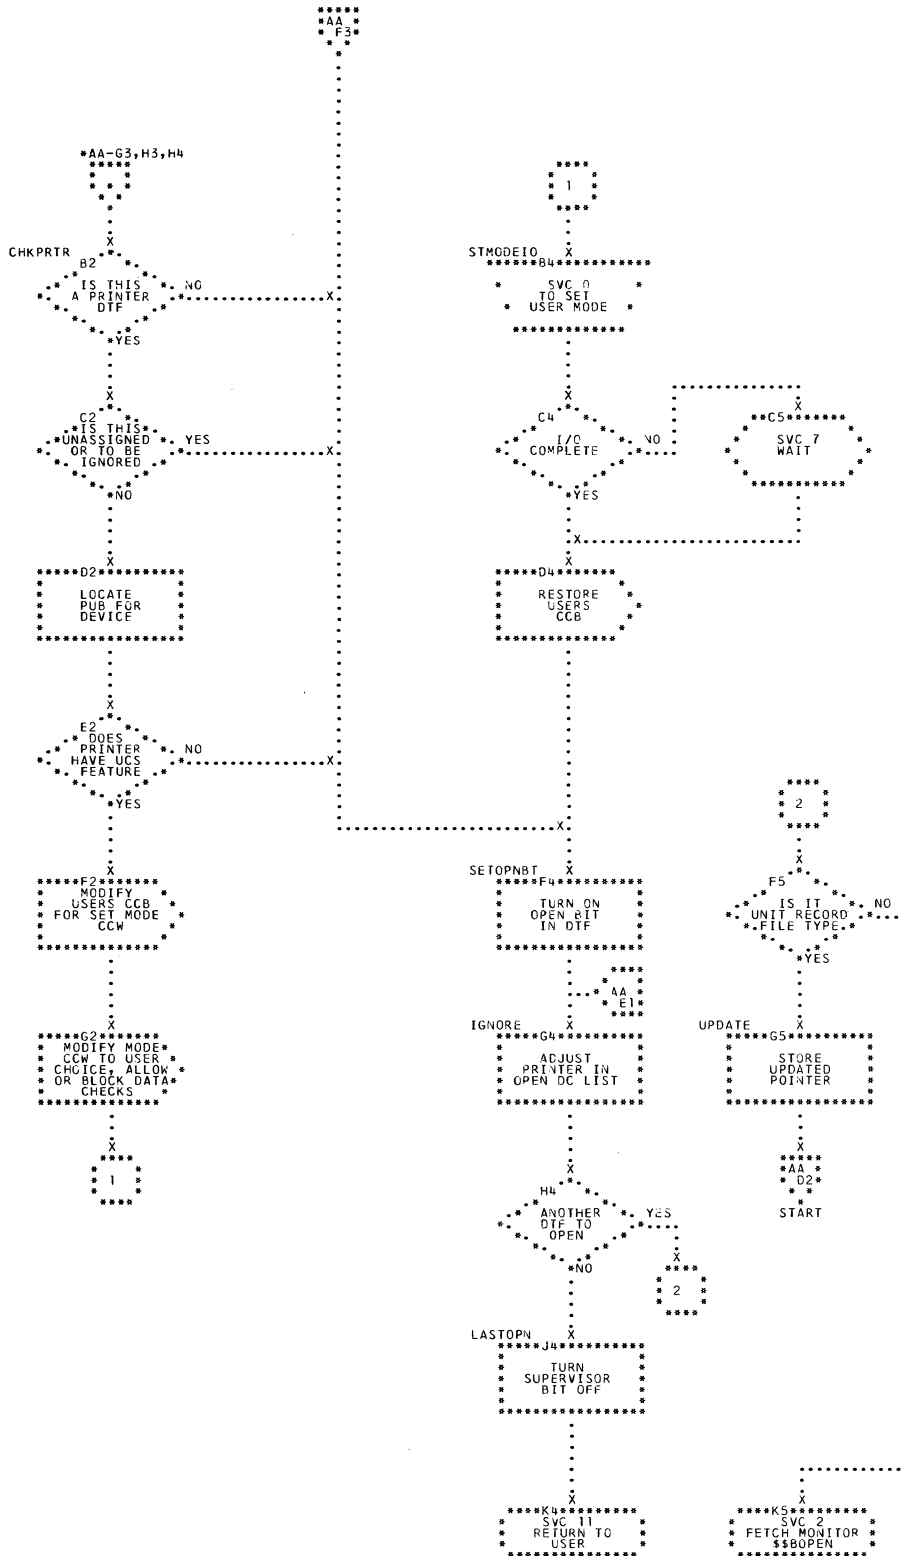 AA
F3
*AA-G3,H3,H4
CHKPRTR
B2
IS THIS
A PRINTER
DTF
NO
YES
C2
IS THIS
UNASSIGNED
OR TO BE
IGNORED
YES
NO
D2
LOCATE
PUB FOR
DEVICE
E2
DOES
PRINTER
HAVE UCS
FEATURE
NO
YES
F2
MODIFY
USERS CCB
FOR SET MODE
CCW
G2
MODIFY MODE
CCW TO USER
CHOICE, ALLOW
OR BLOCK DATA
CHECKS
1
1
STMODEIO
B4
SVC 0
TO SET
USER MODE
C4
I/O
COMPLETE
NO
YES
C5
SVC 7
WAIT
D4
RESTORE
USERS
CCB
SETOPNBT
F4
TURN ON
OPEN BIT
IN DTF
AA
E1
IGNORE
G4
ADJUST
PRINTER IN
OPEN DC LIST
H4
ANOTHER
DTF TO
OPEN
YES
NO
2
LASTOPN
J4
TURN
SUPERVISOR
BIT OFF
K4
SVC 11
RETURN TO
USER
2
F5
IS IT
UNIT RECORD
FILE TYPE
NO
YES
UPDATE
G5
STORE
UPDATED
POINTER
AA
D2
START
K5
SVC 2
FETCH MONITOR
$$BOPEN